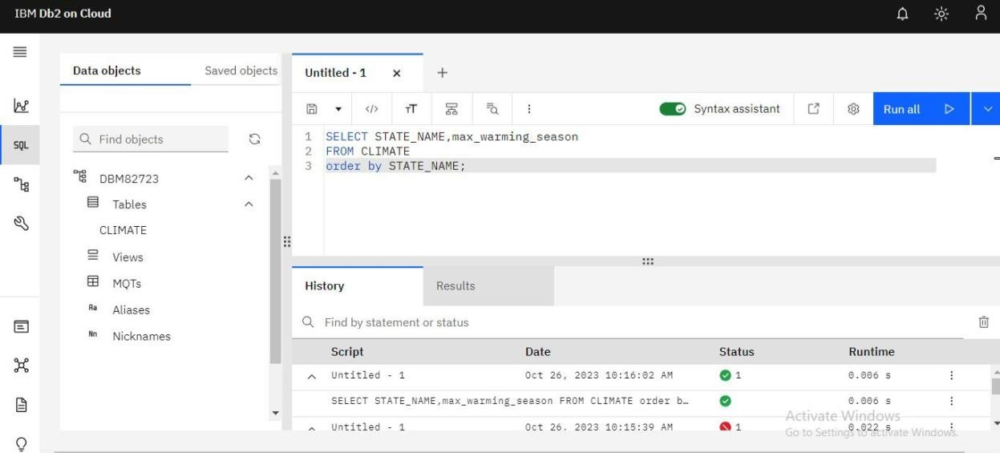 IBM Db2 on Cloud
Data objects
Saved objects
Find objects
DBM82723
Tables
CLIMATE
Views
MQTs
Aa Aliases
Nn Nicknames
SQL
Untitled - 1 × +
</> тT Syntax assistant Run all
1 SELECT STATE_NAME,max_warming_season
2 FROM CLIMATE
3 order by STATE_NAME;
History Results
Find by statement or status
Script Date Status Runtime
Untitled - 1 Oct 26, 2023 10:16:02 AM 1 0.006 s
SELECT STATE_NAME,max_warming_season FROM CLIMATE order b… 0.006 s
Untitled - 1 Oct 26, 2023 10:15:39 AM 1 0.022 s
Activate Windows
Go to Settings to activate Windows.